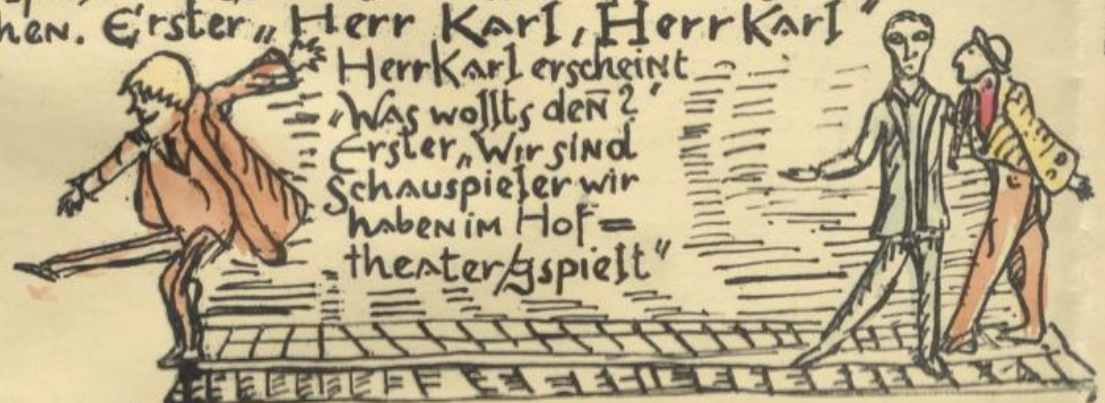 hen. Erster „Herr Karl, Herr Karl“
Herr Karl erscheint
„Was wollts den̄?“
Erster „Wir sind
Schauspieler wir
haben im Hof=
theater/gspielt“